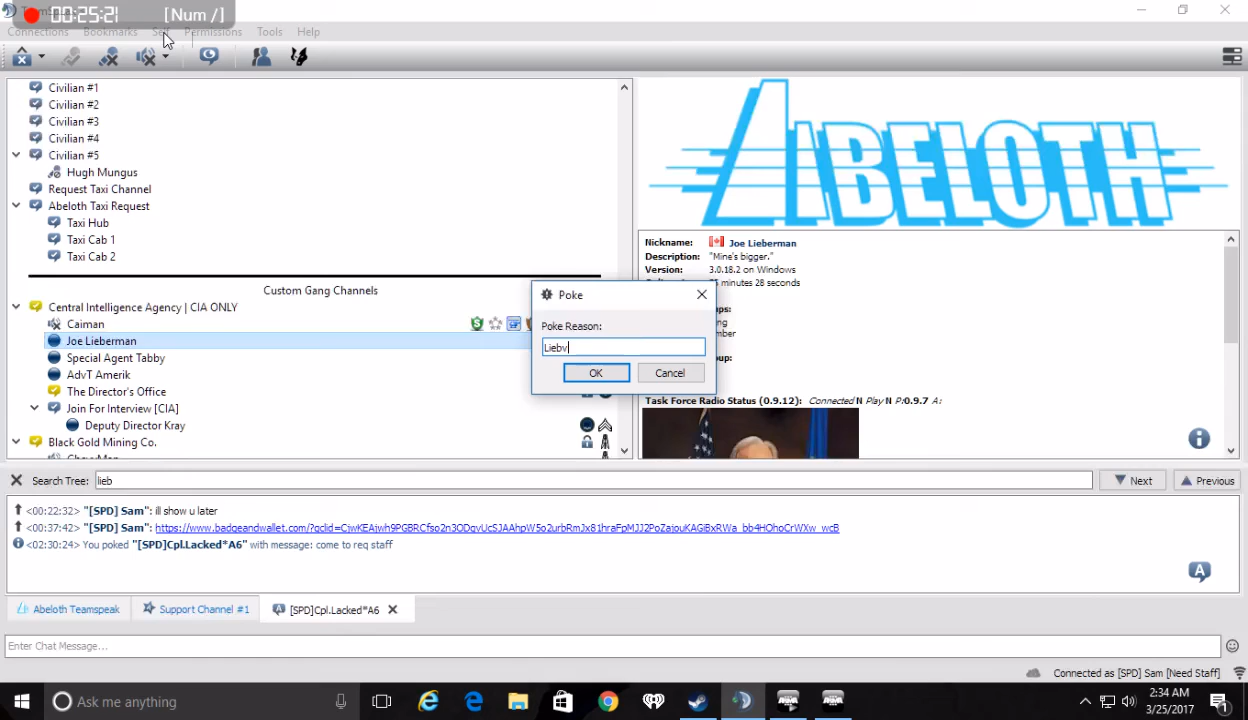 00:25:21 [Num /]
Connections Bookmarks Self Permissions Tools Help
Civilian #1
Civilian #2
Civilian #3
Civilian #4
Civilian #5
Hugh Mungus
Request Taxi Channel
Abeloth Taxi Request
Taxi Hub
Taxi Cab 1
Taxi Cab 2
Custom Gang Channels
Central Intelligence Agency | CIA ONLY
Caiman
Joe Lieberman
Special Agent Tabby
AdvT Amerik
The Director's Office
Join For Interview [CIA]
Deputy Director Kray
Black Gold Mining Co.
ABELOTH
Nickname: Joe Lieberman
Description: "Mine's bigger."
Version: 3.0.18.2 on Windows
minutes 28 seconds
Task Force Radio Status (0.9.12): Connected N Play N P:0.9.7 A:
Poke
Poke Reason:
Liebv
OK Cancel
Search Tree: lieb Next Previous
<00:22:32> "[SPD] Sam": ill show u later
<00:37:42> "[SPD] Sam":
<02:30:24> You poked "[SPD]Cpl.Lacked*A6" with message: come to req staff
Abeloth Teamspeak Support Channel #1 [SPD]Cpl.Lacked*A6
Enter Chat Message...
Connected as [SPD] Sam [Need Staff]
Ask me anything
2:34 AM
3/25/2017